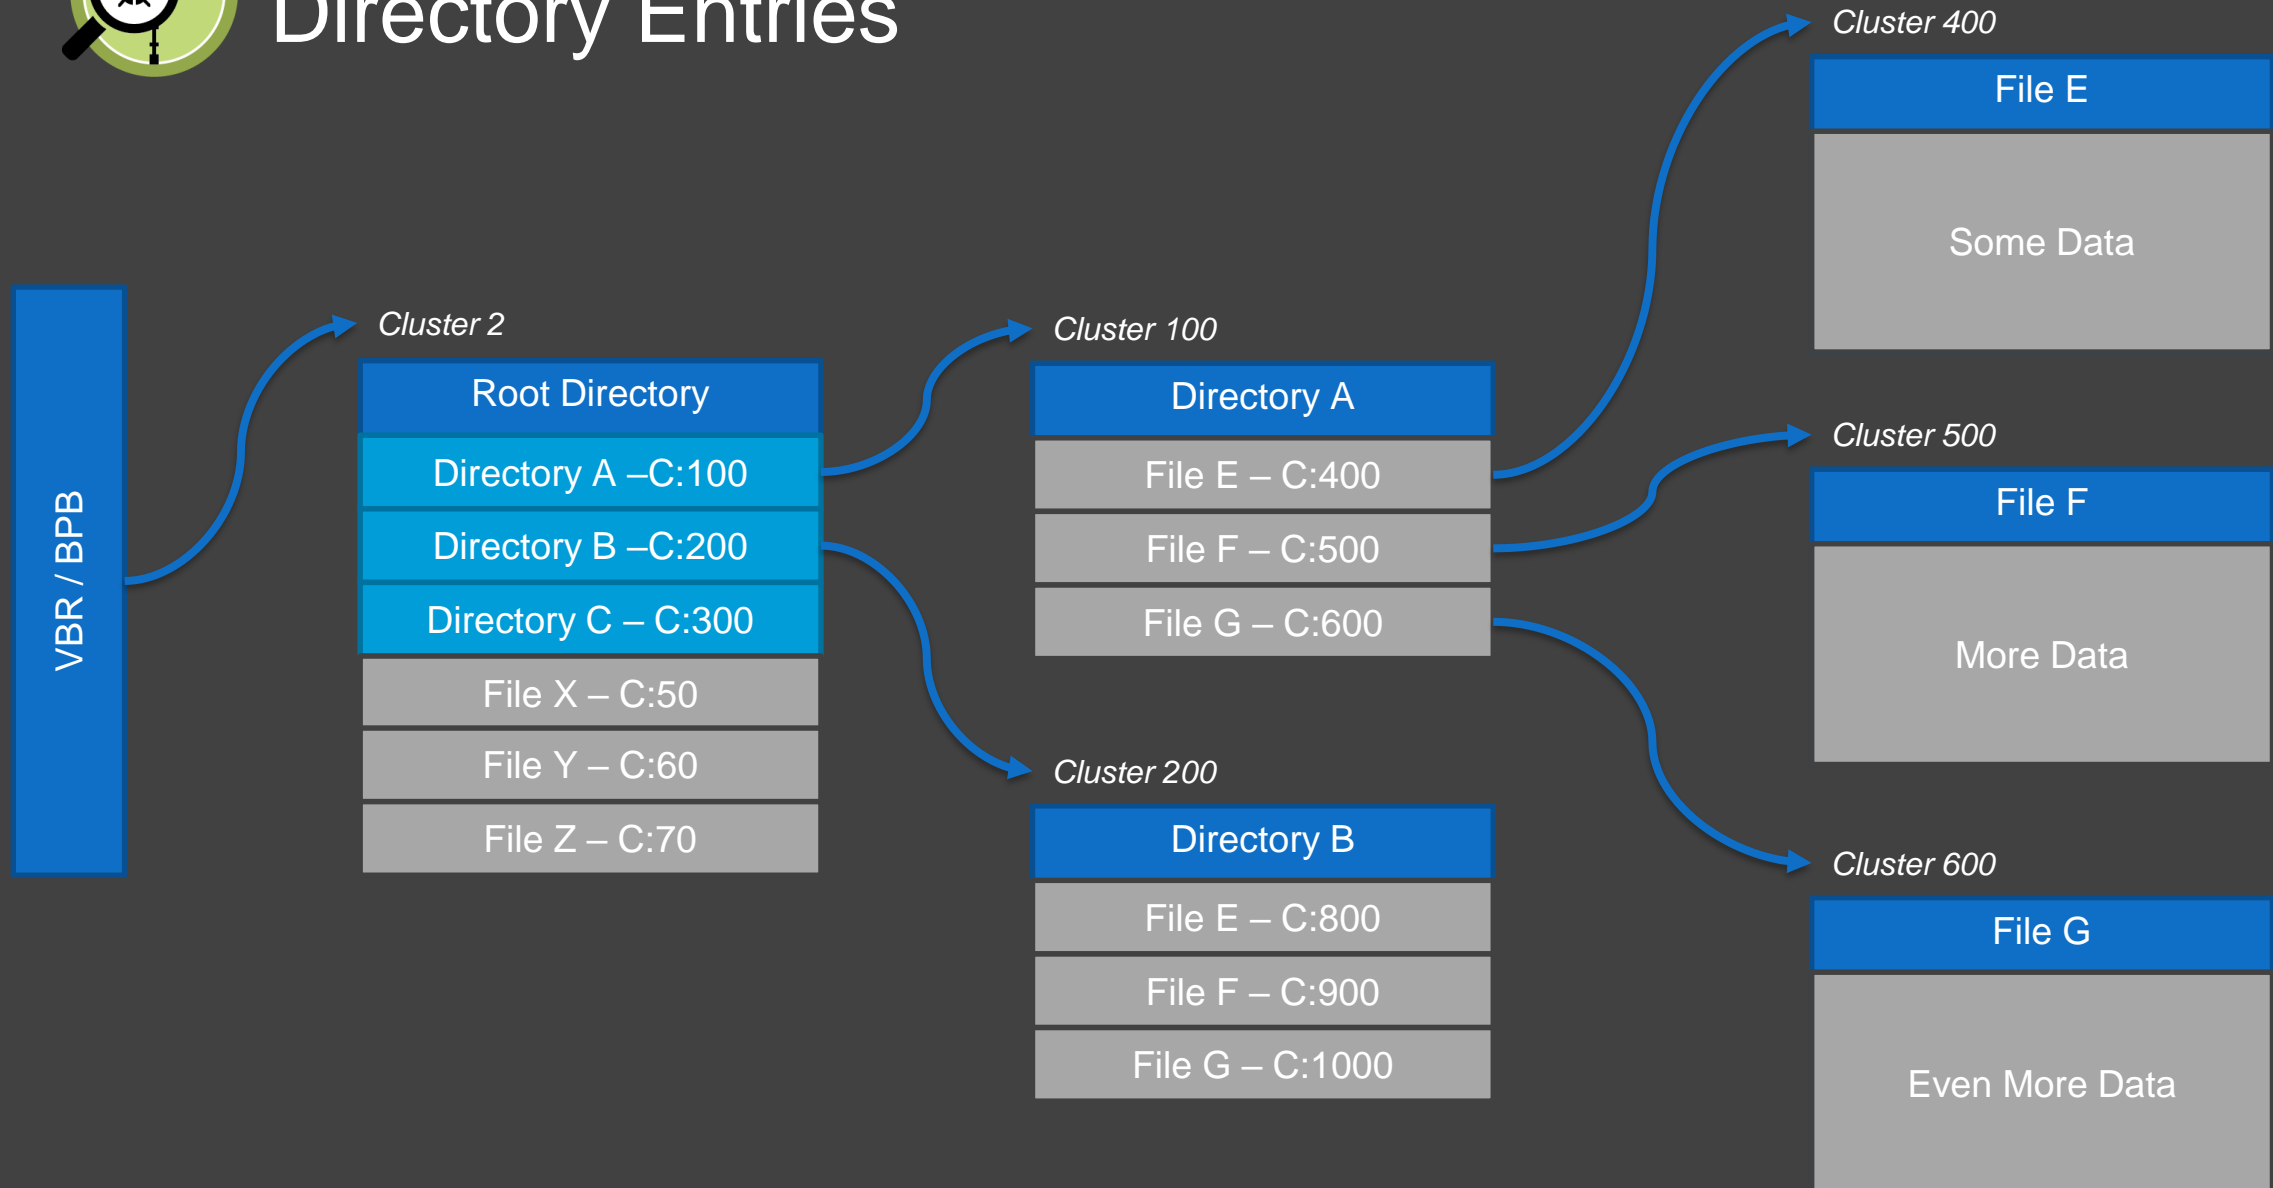 Directory Entries
VBR / BPB
Cluster 2
Root Directory
Directory A –C:100
Directory B –C:200
Directory C – C:300
File X – C:50
File Y – C:60
File Z – C:70
Cluster 100
Directory A
File E – C:400
File F – C:500
File G – C:600
Cluster 200
Directory B
File E – C:800
File F – C:900
File G – C:1000
Cluster 400
File E
Some Data
Cluster 500
File F
More Data
Cluster 600
File G
Even More Data